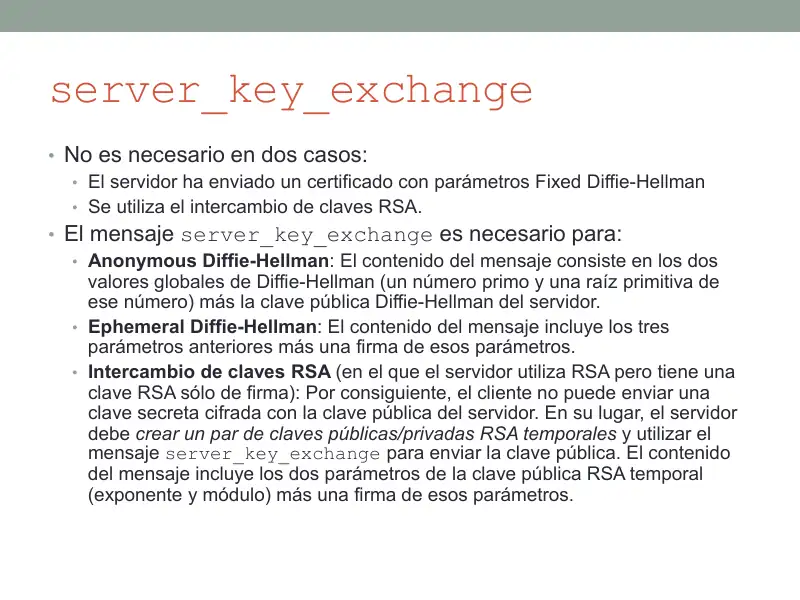 server_key_exchange
• No es necesario en dos casos:
• El servidor ha enviado un certificado con parámetros Fixed Diffie-Hellman
• Se utiliza el intercambio de claves RSA.
• El mensaje server_key_exchange es necesario para:
• Anonymous Diffie-Hellman: El contenido del mensaje consiste en los dos
valores globales de Diffie-Hellman (un número primo y una raíz primitiva de
ese número) más la clave pública Diffie-Hellman del servidor.
• Ephemeral Diffie-Hellman: El contenido del mensaje incluye los tres
parámetros anteriores más una firma de esos parámetros.
• Intercambio de claves RSA (en el que el servidor utiliza RSA pero tiene una
clave RSA sólo de firma): Por consiguiente, el cliente no puede enviar una
clave secreta cifrada con la clave pública del servidor. En su lugar, el servidor
debe crear un par de claves públicas/privadas RSA temporales y utilizar el
mensaje server_key_exchange para enviar la clave pública. El contenido
del mensaje incluye los dos parámetros de la clave pública RSA temporal
(exponente y módulo) más una firma de esos parámetros.